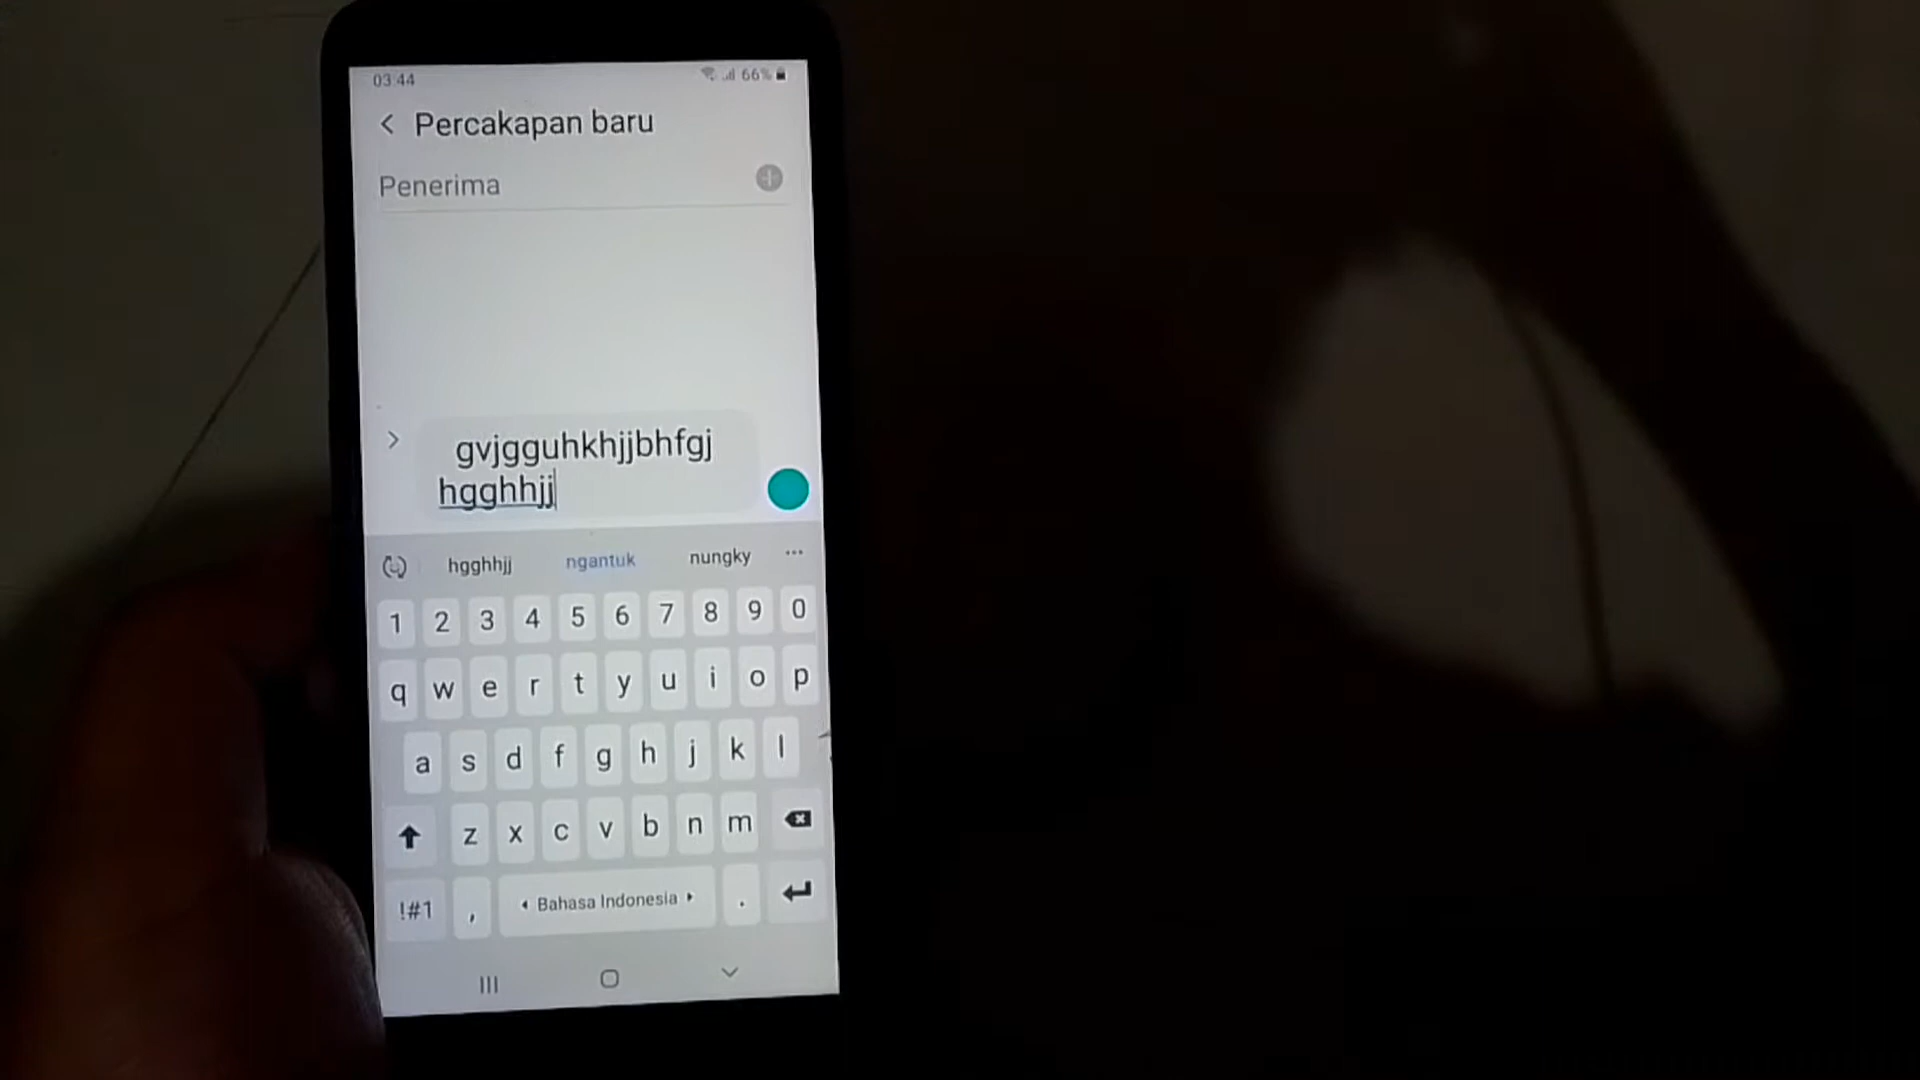 03:44 66%
Percakapan baru
Penerima
gvjgguhkhjjbhfgj
hgghhjj
hgghhjj ngantuk nungky ...
1 2 3 4 5 6 7 8 9 0
q w e r t y u i o p
a s d f g h j k l
z x c v b n m
!#1 , Bahasa Indonesia .